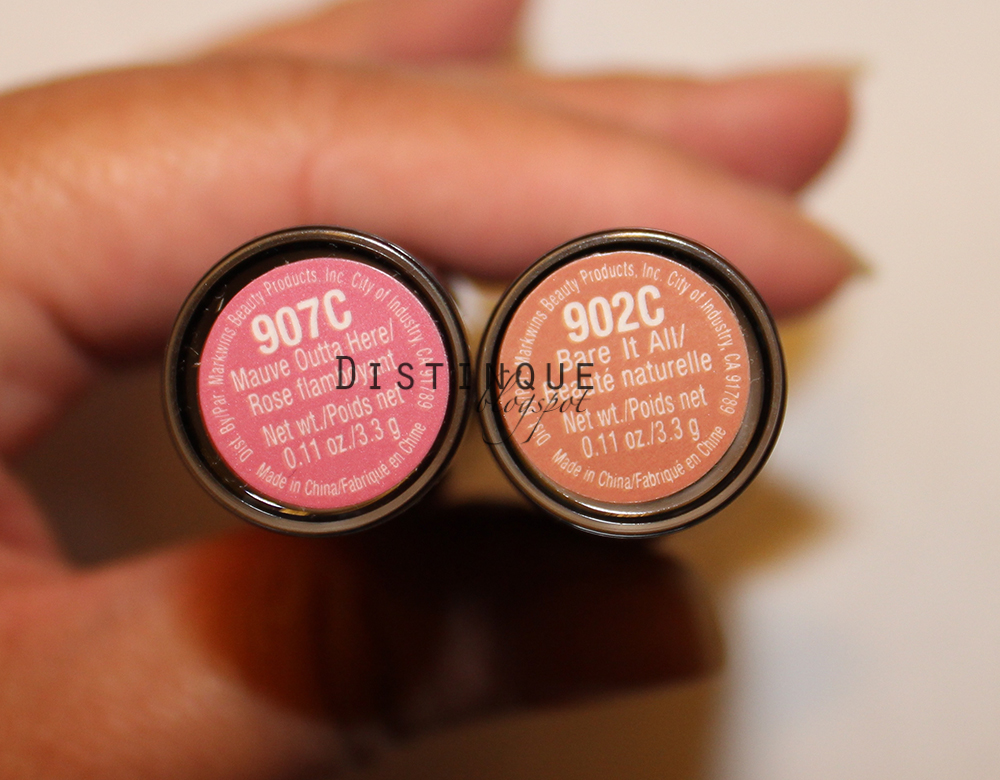 Dist. By/Par: Markwins Beauty Products, Inc. City of Industry, CA 91789
907C
Mauve Outta Here/
Rose flamb ant
Net wt./Poids net
0.11 oz./3.3 g
Made in China/Fabriqué en Chine
Markwins Beauty Products, Inc. City of Industry, CA 91789
902C
Bare It All/
naturelle
Net wt./Poids net
0.11 oz./3.3 g
Made in China/Fabriqué en Chine
DISTINQUE
blogspot